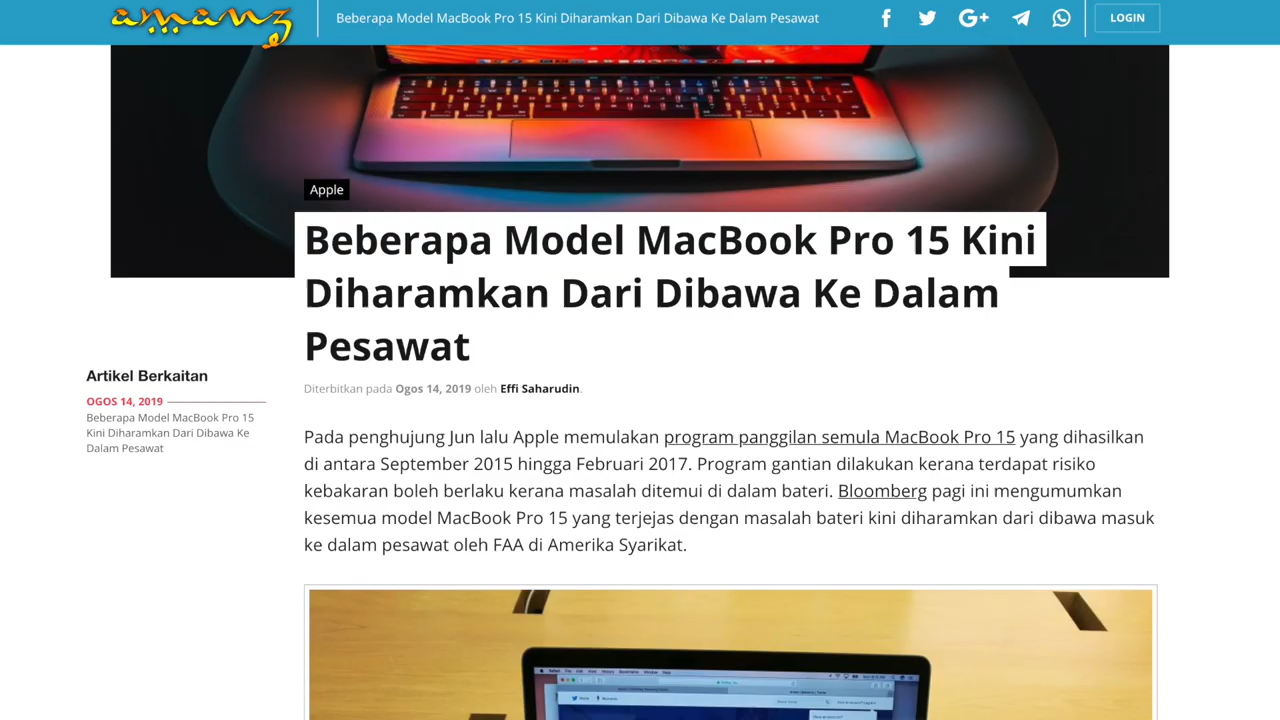 amanz
Beberapa Model MacBook Pro 15 Kini Diharamkan Dari Dibawa Ke Dalam Pesawat
LOGIN
Apple
Beberapa Model MacBook Pro 15 Kini
Diharamkan Dari Dibawa Ke Dalam
Pesawat
Diterbitkan pada Ogos 14, 2019 oleh Effi Saharudin.
Artikel Berkaitan
OGOS 14, 2019
Beberapa Model MacBook Pro 15
Kini Diharamkan Dari Dibawa Ke
Dalam Pesawat
Pada penghujung Jun lalu Apple memulakan program panggilan semula MacBook Pro 15 yang dihasilkan
di antara September 2015 hingga Februari 2017. Program gantian dilakukan kerana terdapat risiko
kebakaran boleh berlaku kerana masalah ditemui di dalam bateri. Bloomberg pagi ini mengumumkan
kesemua model MacBook Pro 15 yang terjejas dengan masalah bateri kini diharamkan dari dibawa masuk
ke dalam pesawat oleh FAA di Amerika Syarikat.